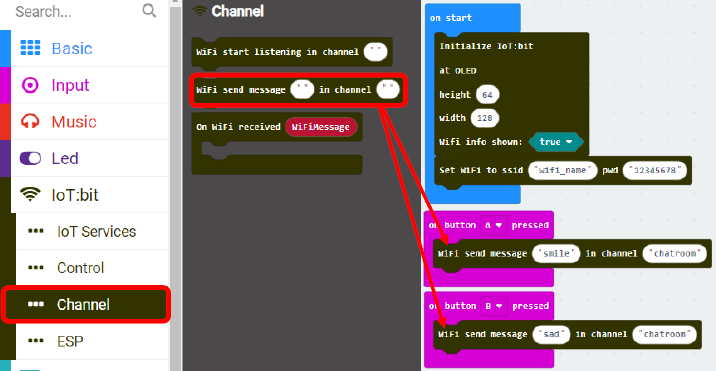 Search...
Basic
Input
Music
Led
IoT:bit
IoT Services
Control
Channel
ESP
Channel
WiFi start listening in channel " "
WiFi send message " " in channel " "
On WiFi received WiFiMessage
on start
Initialize IoT:bit
at OLED
height 64
width 128
Wifi info shown: true
Set WiFi to ssid "wifi_name" pwd "12345678"
on button A pressed
WiFi send message "smile" in channel "chatroom"
on button B pressed
WiFi send message "sad" in channel "chatroom"